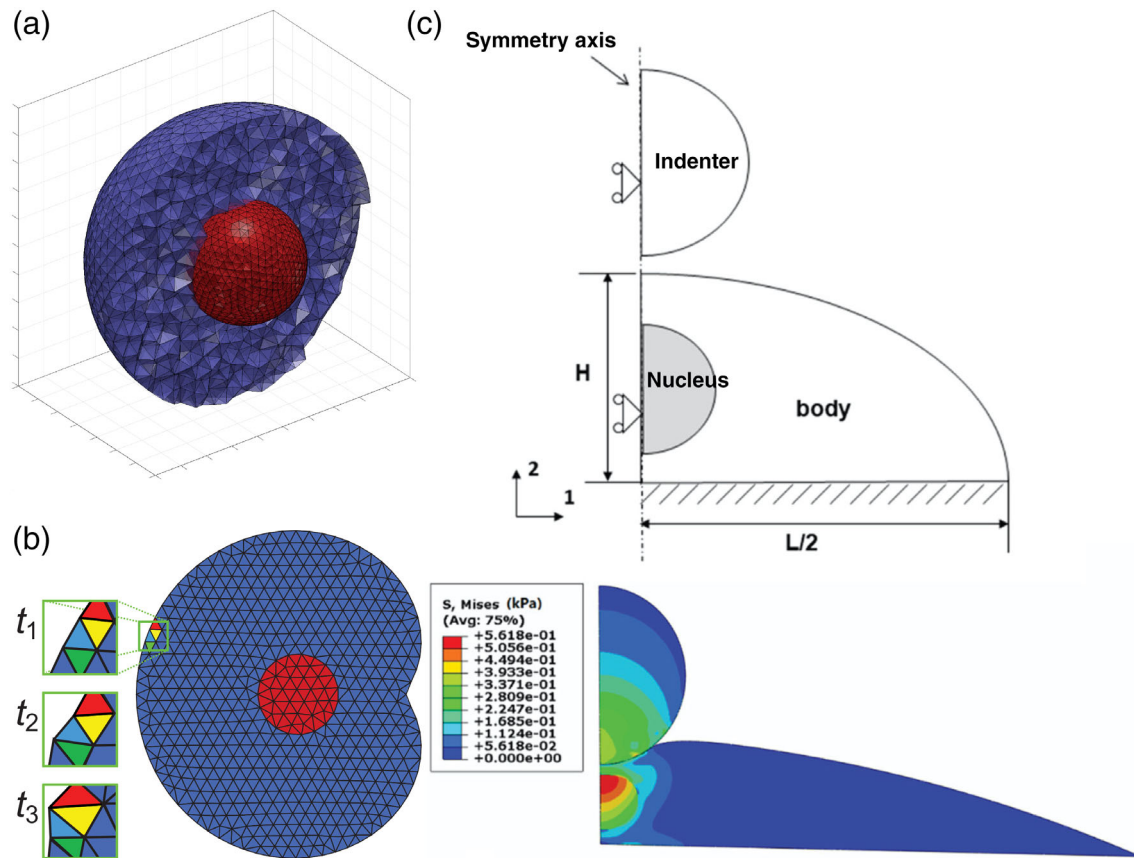 (a)
(c)
Symmetry axis
Indenter
H
Nucleus
body
2
1
L/2
(b)
t1
t2
t3
S, Mises (kPa)
(Avg: 75%)
+5.618e-01
+5.056e-01
+4.494e-01
+3.933e-01
+3.371e-01
+2.809e-01
+2.247e-01
+1.685e-01
+1.124e-01
+5.618e-02
+0.000e+00